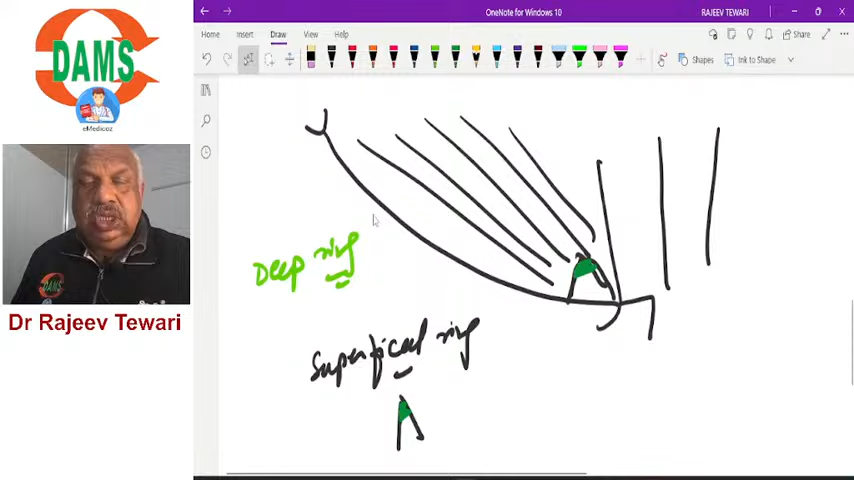 DAMS
eMedicoz
Dr Rajeev Tewari
OneNote for Windows 10
RAJEEV TEWARI
Home Insert Draw View Help
Share
Shapes
Ink to Shape
Deep ring
Superficeal ring